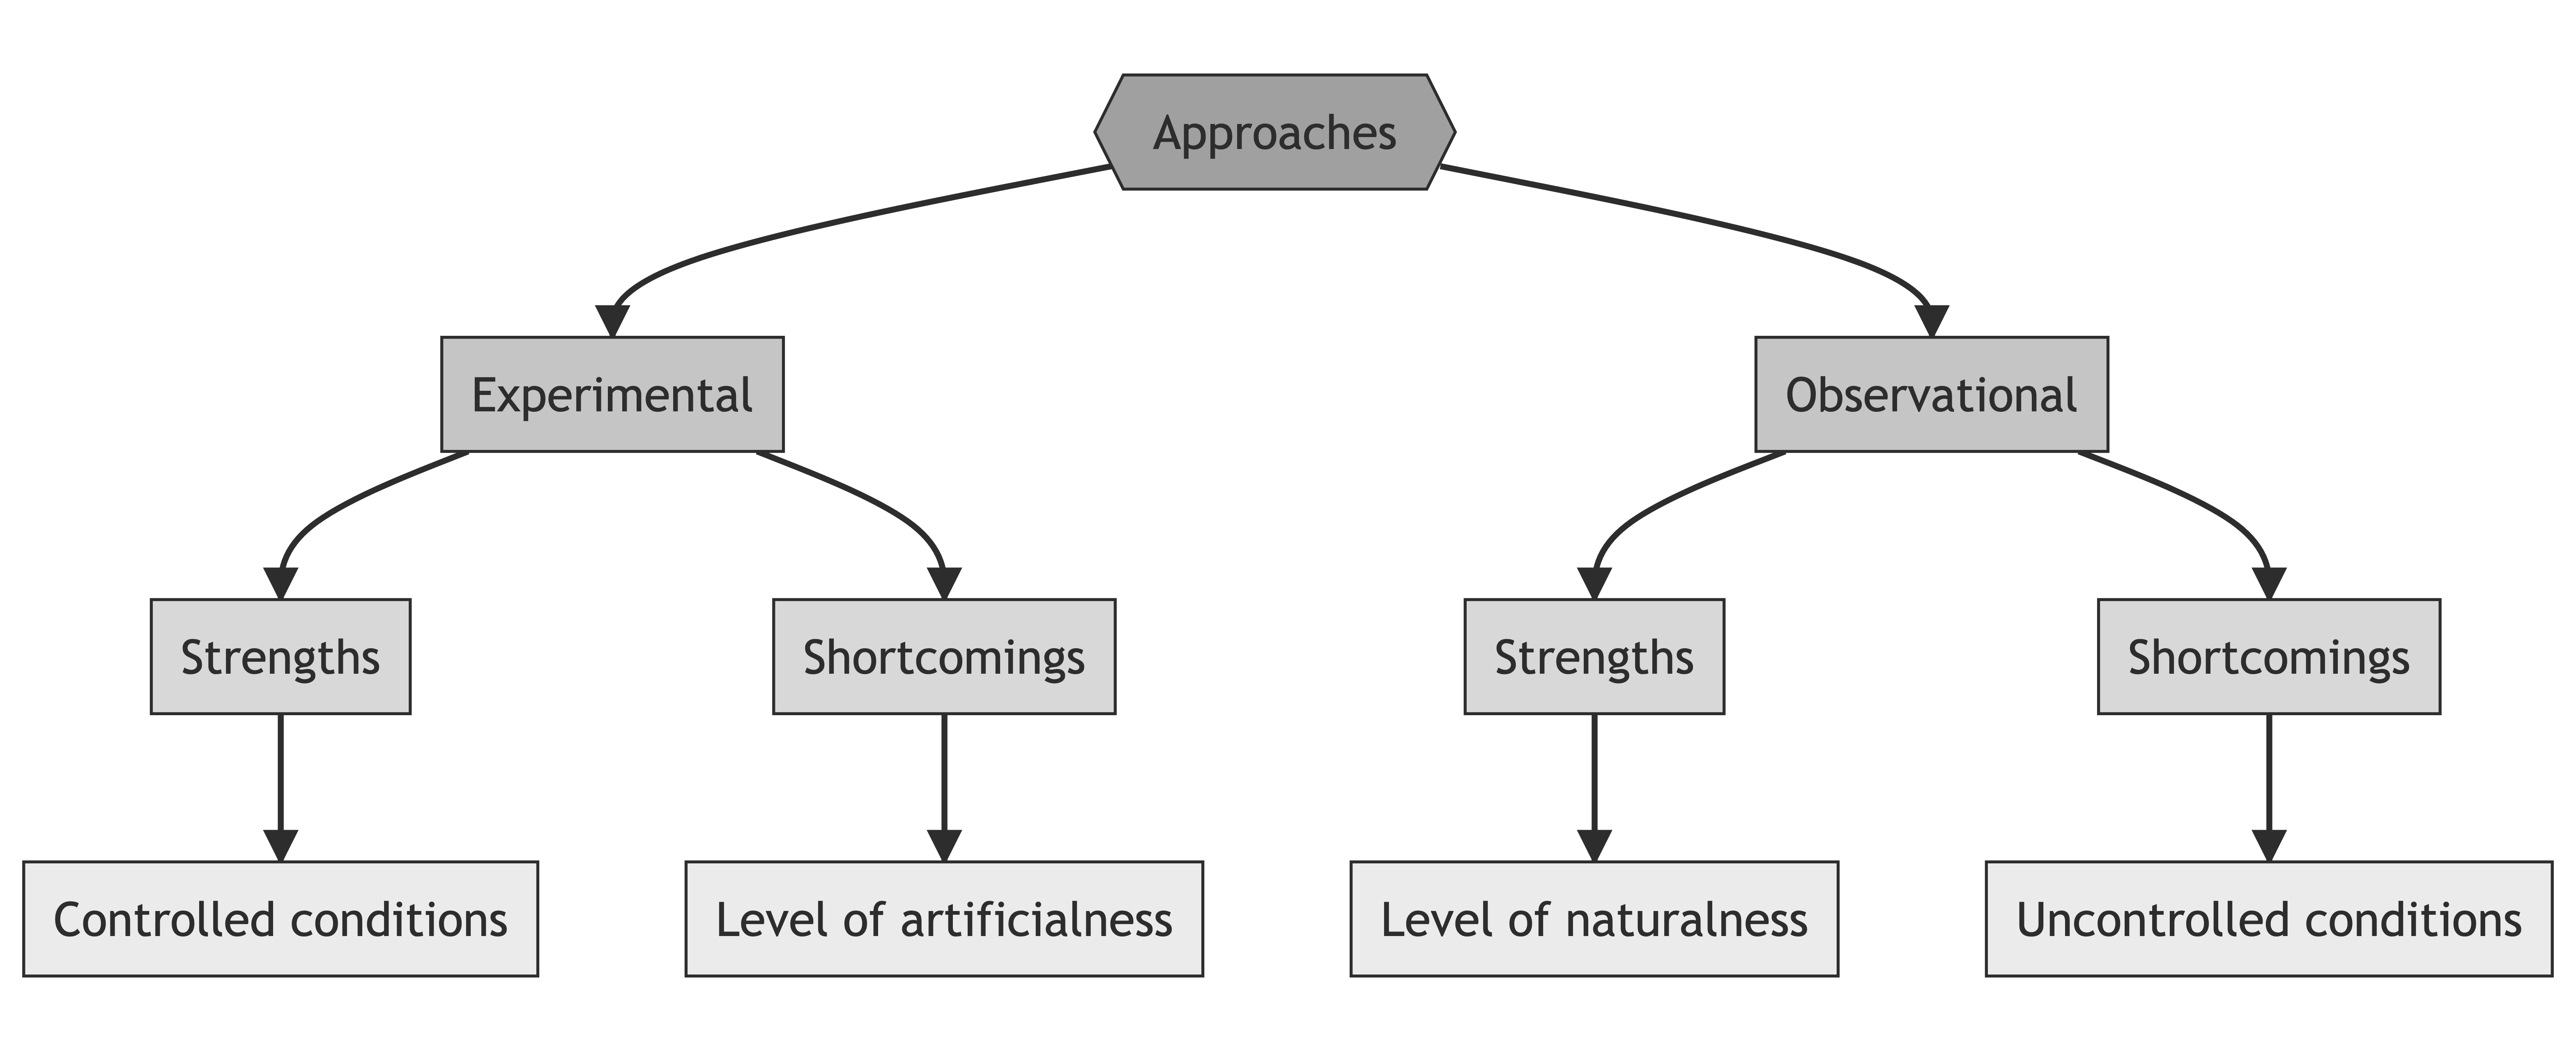 Approaches
Experimental
Observational
Strengths
Shortcomings
Strengths
Shortcomings
Controlled conditions
Level of artificialness
Level of naturalness
Uncontrolled conditions